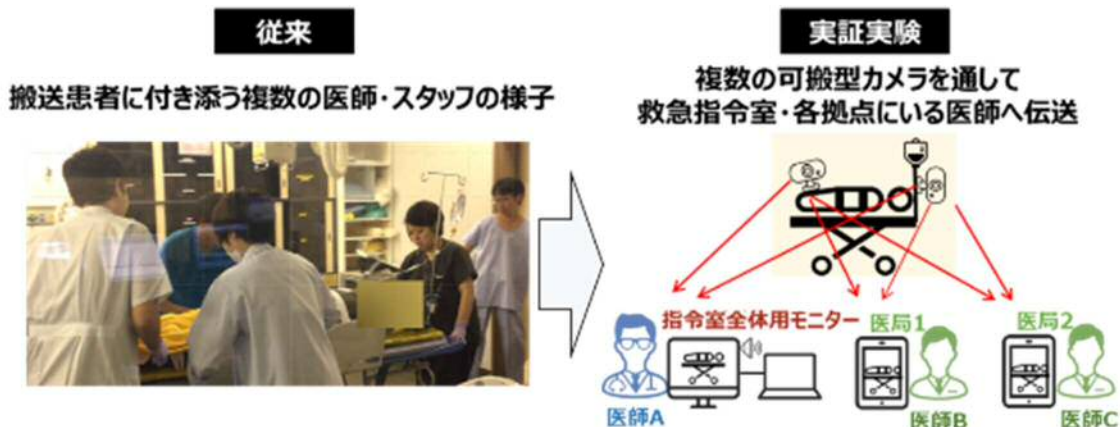 従来
搬送患者に付き添う複数の医師・スタッフの様子
実証実験
複数の可搬型カメラを通して
救急指令室・各拠点にいる医師へ伝送
指令室全体用モニター
医局1
医局2
医師A
医師B
医師C